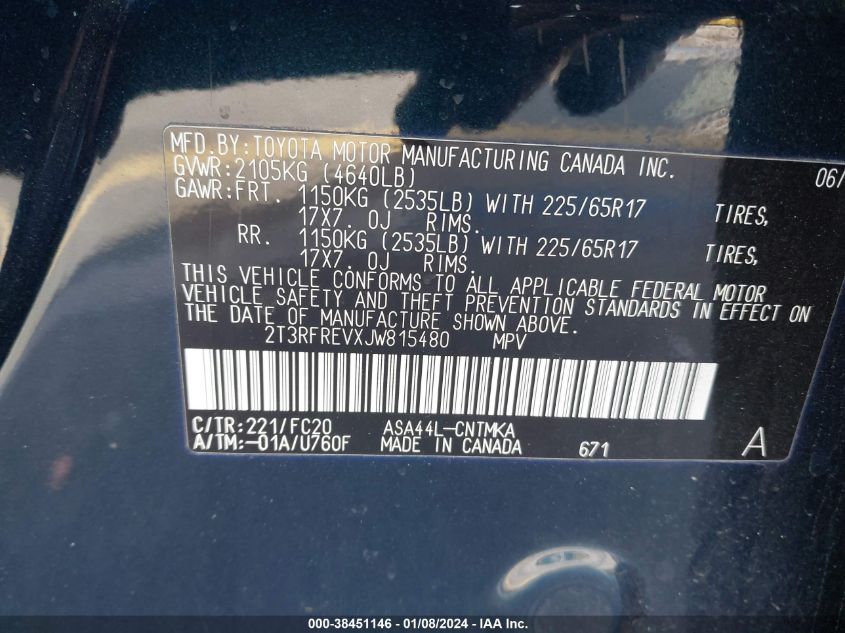 MFD.BY:TOYOTA MOTOR MANUFACTURING CANADA INC. 06/
GVWR:2105KG (4640LB)
GAWR:FRT. 1150KG (2535LB) WITH 225/65R17 TIRES,
17X7.0J RIMS.
RR. 1150KG (2535LB) WITH 225/65R17 TIRES,
17X7.0J RIMS.
THIS VEHICLE CONFORMS TO ALL APPLICABLE FEDERAL MOTOR
VEHICLE SAFETY AND THEFT PREVENTION STANDARDS IN EFFECT ON
THE DATE OF MANUFACTURE SHOWN ABOVE.
2T3RFREVXJW815480 MPV
C/TR:221/FC20 ASA44L-CNTMKA
A/TM:-01A/U760F MADE IN CANADA 671 A
000-38451146 - 01/08/2024 - IAA Inc.